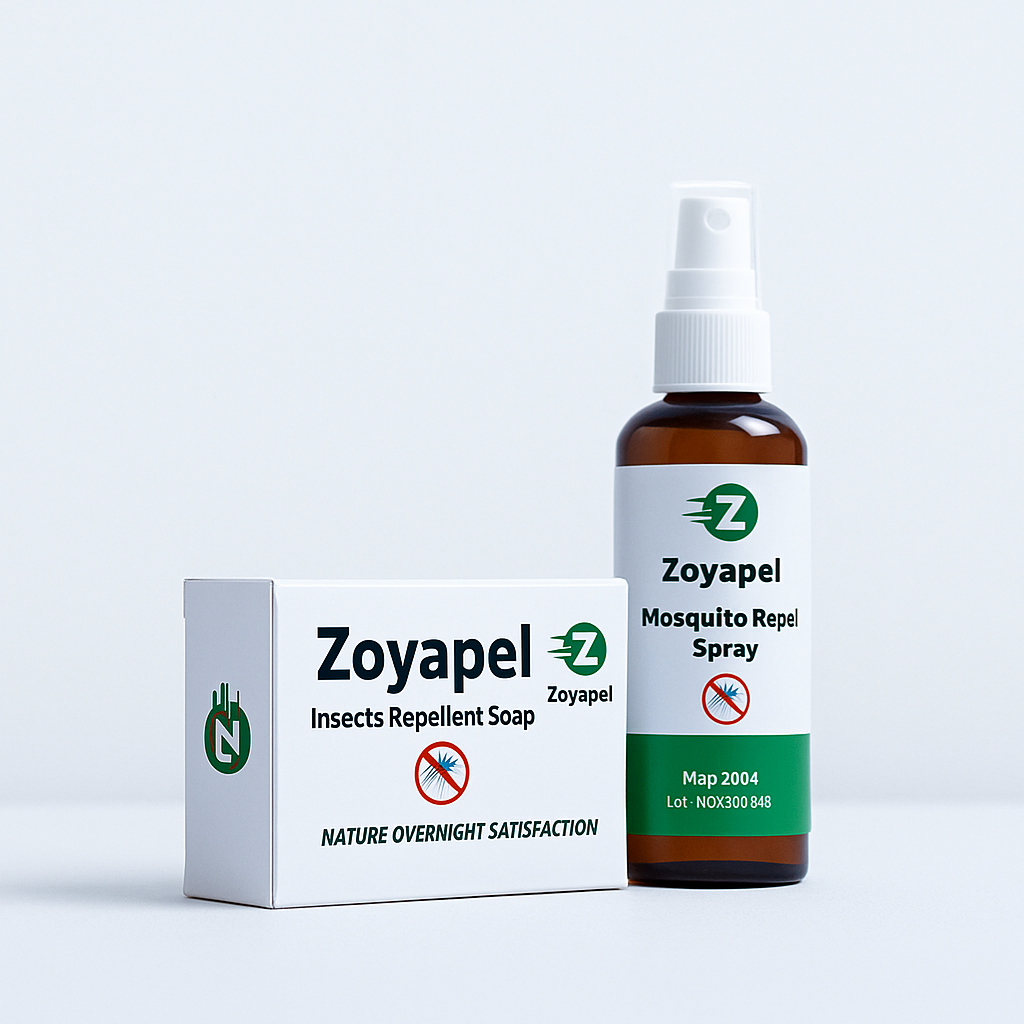 Zoyapel
Insects Repellent Soap
Z
Zoyapel
NATURE OVERNIGHT SATISFACTION
N
Z
Zoyapel
Mosquito Repel
Spray
Map 2004
Lot · NOX300 848